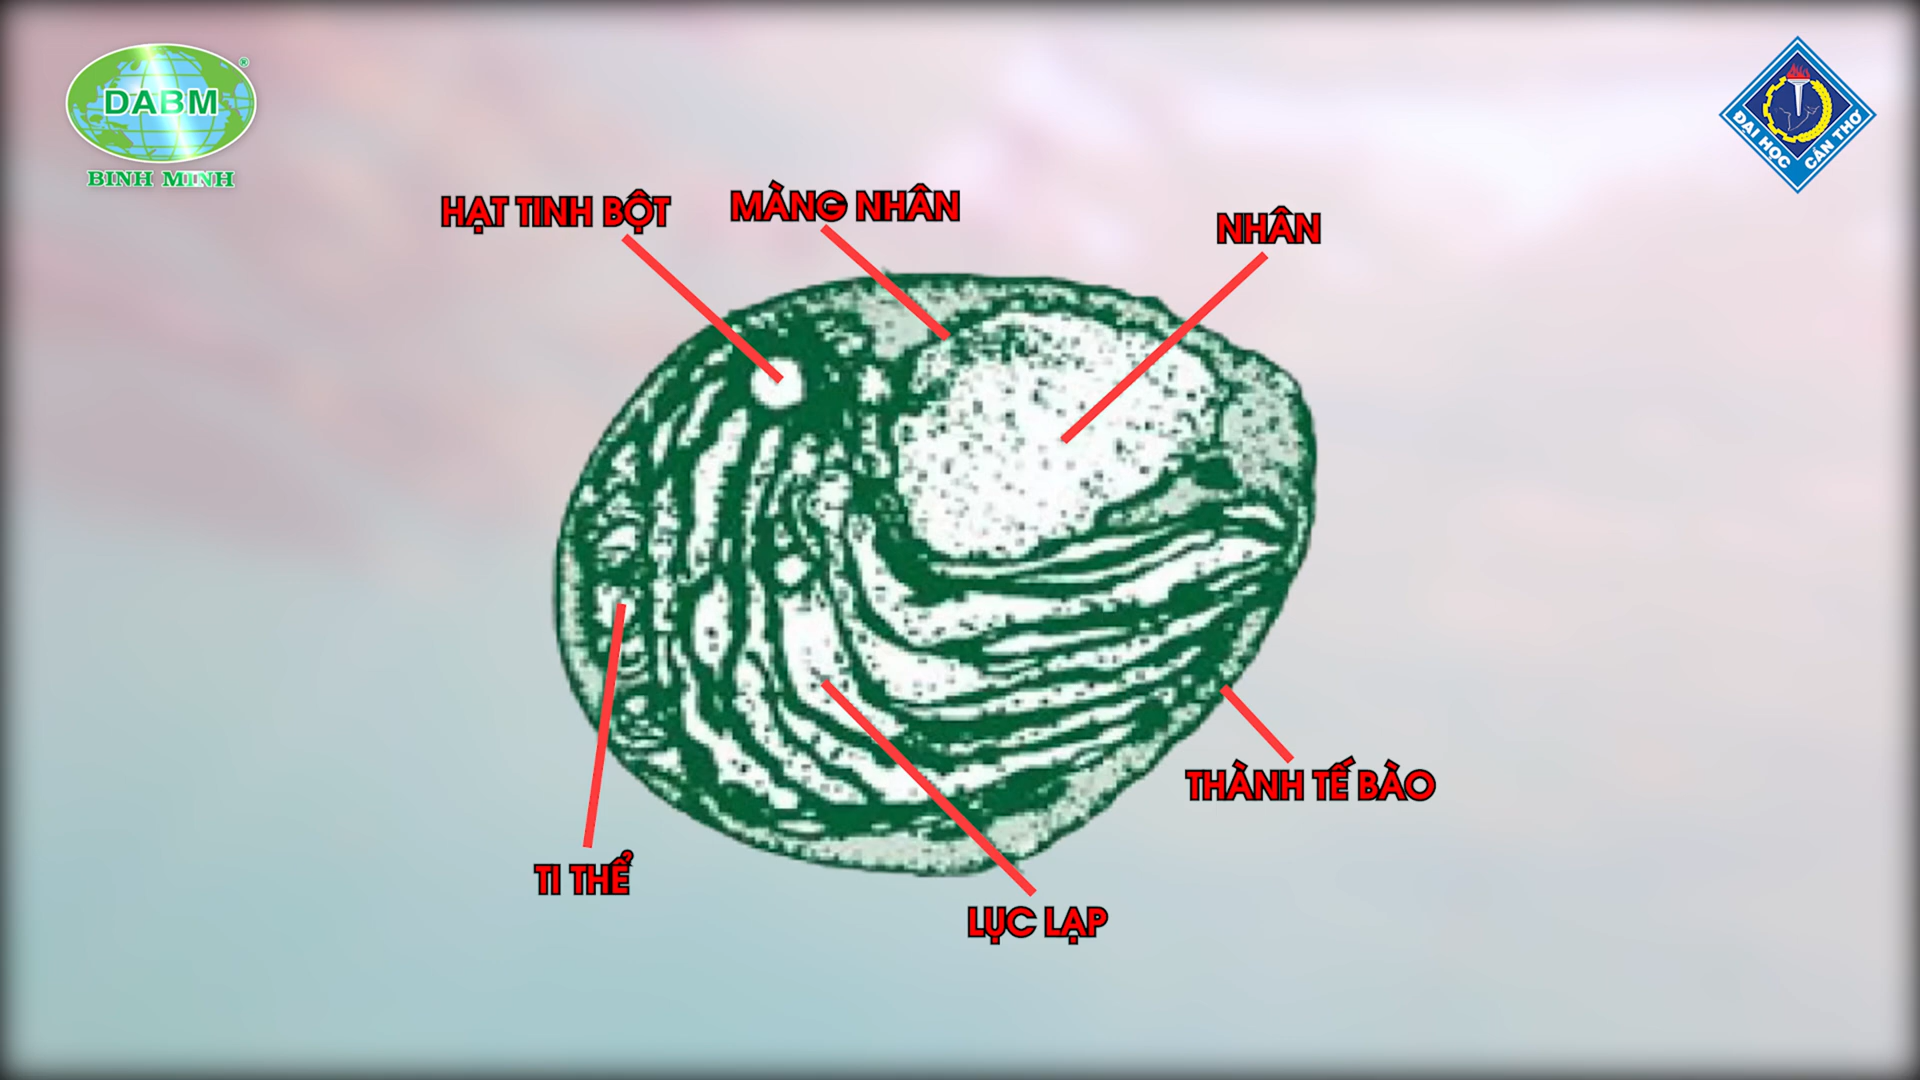 DABM
®
BINH MINH
ĐẠI HỌC CẦN THƠ
HẠT TINH BỘT
MÀNG NHÂN
NHÂN
THÀNH TẾ BÀO
TI THỂ
LỤC LẠP